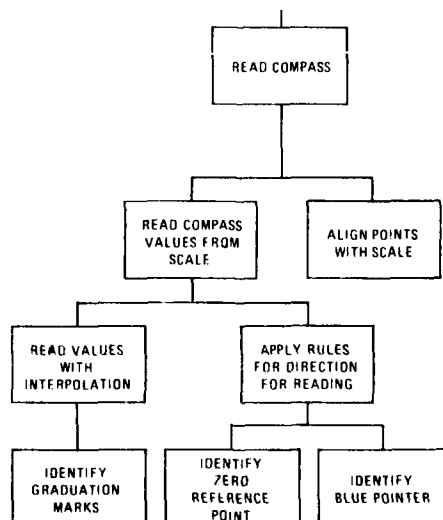 READ COMPASS
READ COMPASS
VALUES FROM
SCALE
ALIGN POINTS
WITH SCALE
READ VALUES
WITH
INTERPOLATION
APPLY RULES
FOR DIRECTION
FOR READING
IDENTIFY
GRADUATION
MARKS
IDENTIFY
ZERO
REFERENCE
POINT
IDENTIFY
BLUE POINTER